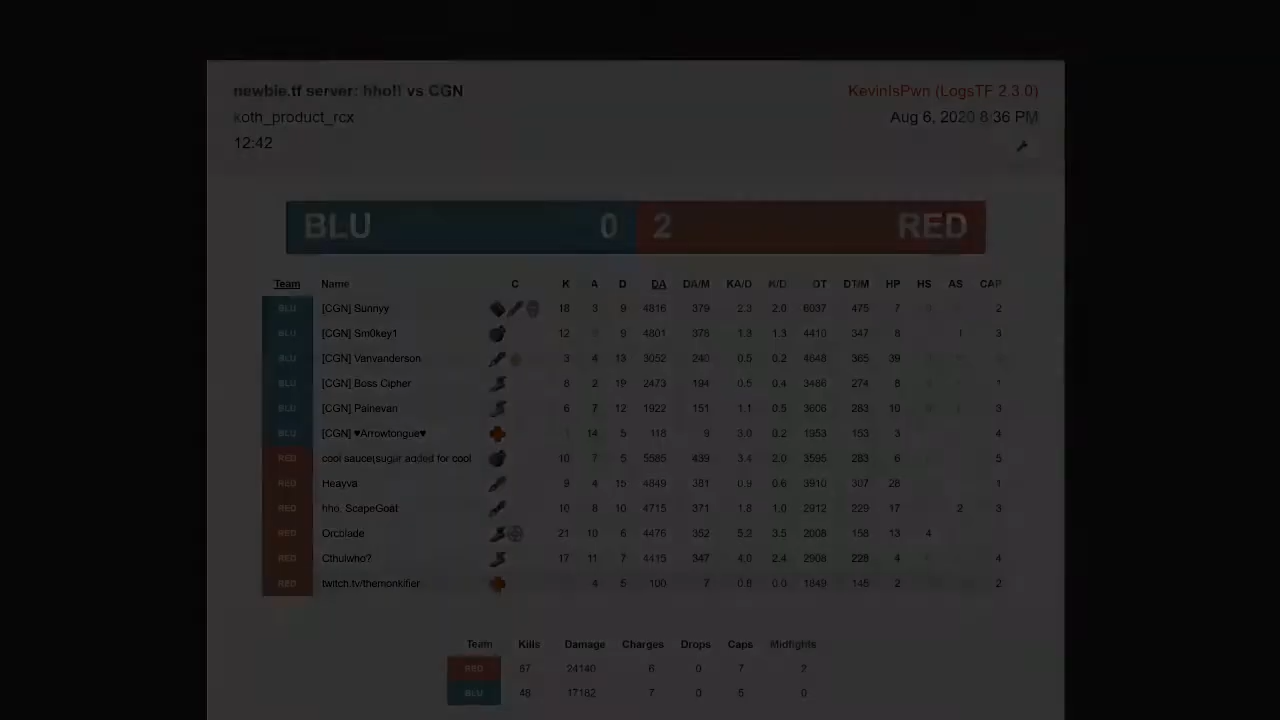 newbie.tf server: hho!! vs CGN KevinIsPwn (LogsTF 2.3.0)
koth_product_rcx Aug 6, 2020 8:36 PM
12:42
BLU 0 2 RED
Team Name C K A D DA DA/M KA/D K/D DT DT/M HP HS AS CAP
BLU [CGN] Sunnyy 18 3 9 4816 379 2.3 2.0 6037 475 7 2
BLU [CGN] Sm0key1 12 9 4801 378 1.3 1.3 4410 347 8 3
BLU [CGN] Vanvanderson 3 4 13 3052 240 0.5 0.2 4648 365 39
BLU [CGN] Boss Cipher 8 2 19 2473 194 0.5 0.4 3486 274 8 1
BLU [CGN] Painevan 6 7 12 1922 151 1.1 0.5 3606 283 10 3
BLU [CGN] ♥Arrowtongue♥ 1 14 5 118 9 3.0 0.2 1953 153 3 4
RED cool sauce(sugar added for cool 10 7 5 5585 439 3.4 2.0 3595 283 6 5
RED Heayva 9 4 15 4849 381 0.9 0.6 3910 307 28 1
RED hho. ScapeGoat 10 8 10 4715 371 1.8 1.0 2912 229 17 2 3
RED Orcolade 21 10 6 4476 352 5.2 3.5 2008 158 13 4
RED Cthulwho? 17 11 7 4415 347 4.0 2.4 2908 228 4 4
RED twitch.tv/themonkifier 4 5 100 7 0.8 0.0 1849 145 2 2
Team Kills Damage Charges Drops Caps Midfights
RED 67 24140 6 0 7 2
BLU 48 17182 7 0 5 0